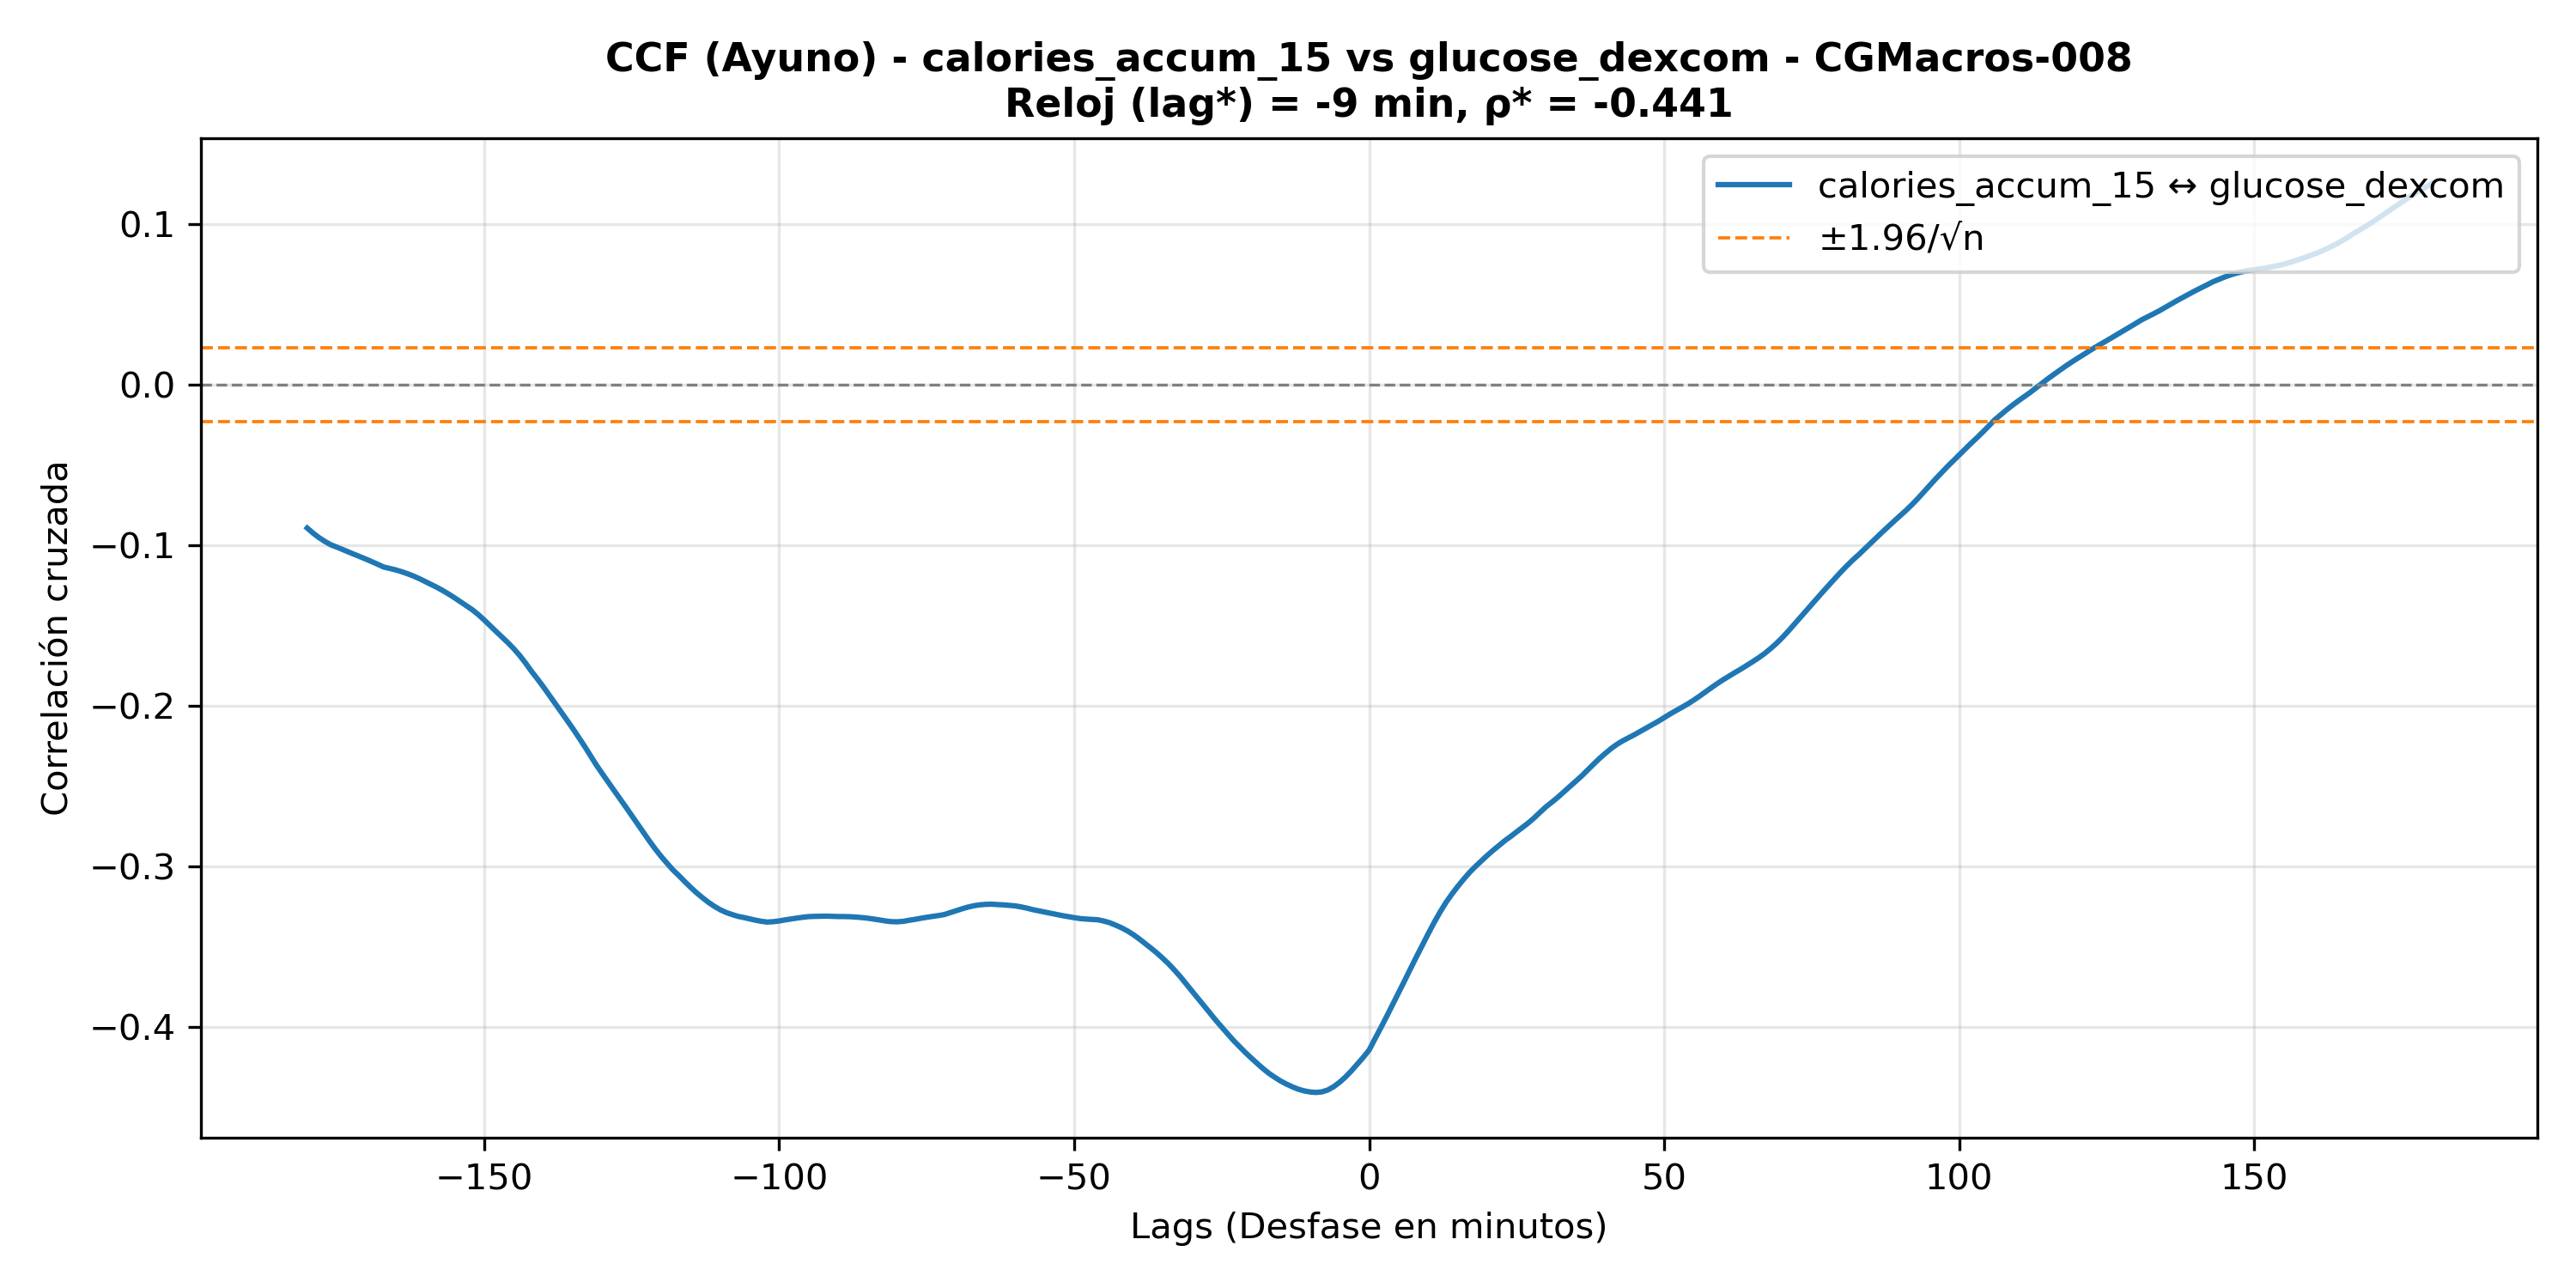 CCF (Ayuno) - calories_accum_15 vs glucose_dexcom - CGMacros-008
Reloj (lag*) = -9 min, ρ* = -0.441
calories_accum_15 ↔ glucose_dexcom
±1.96/√n
Correlación cruzada
0.1
0.0
−0.1
−0.2
−0.3
−0.4
−150
−100
−50
0
50
100
150
Lags (Desfase en minutos)